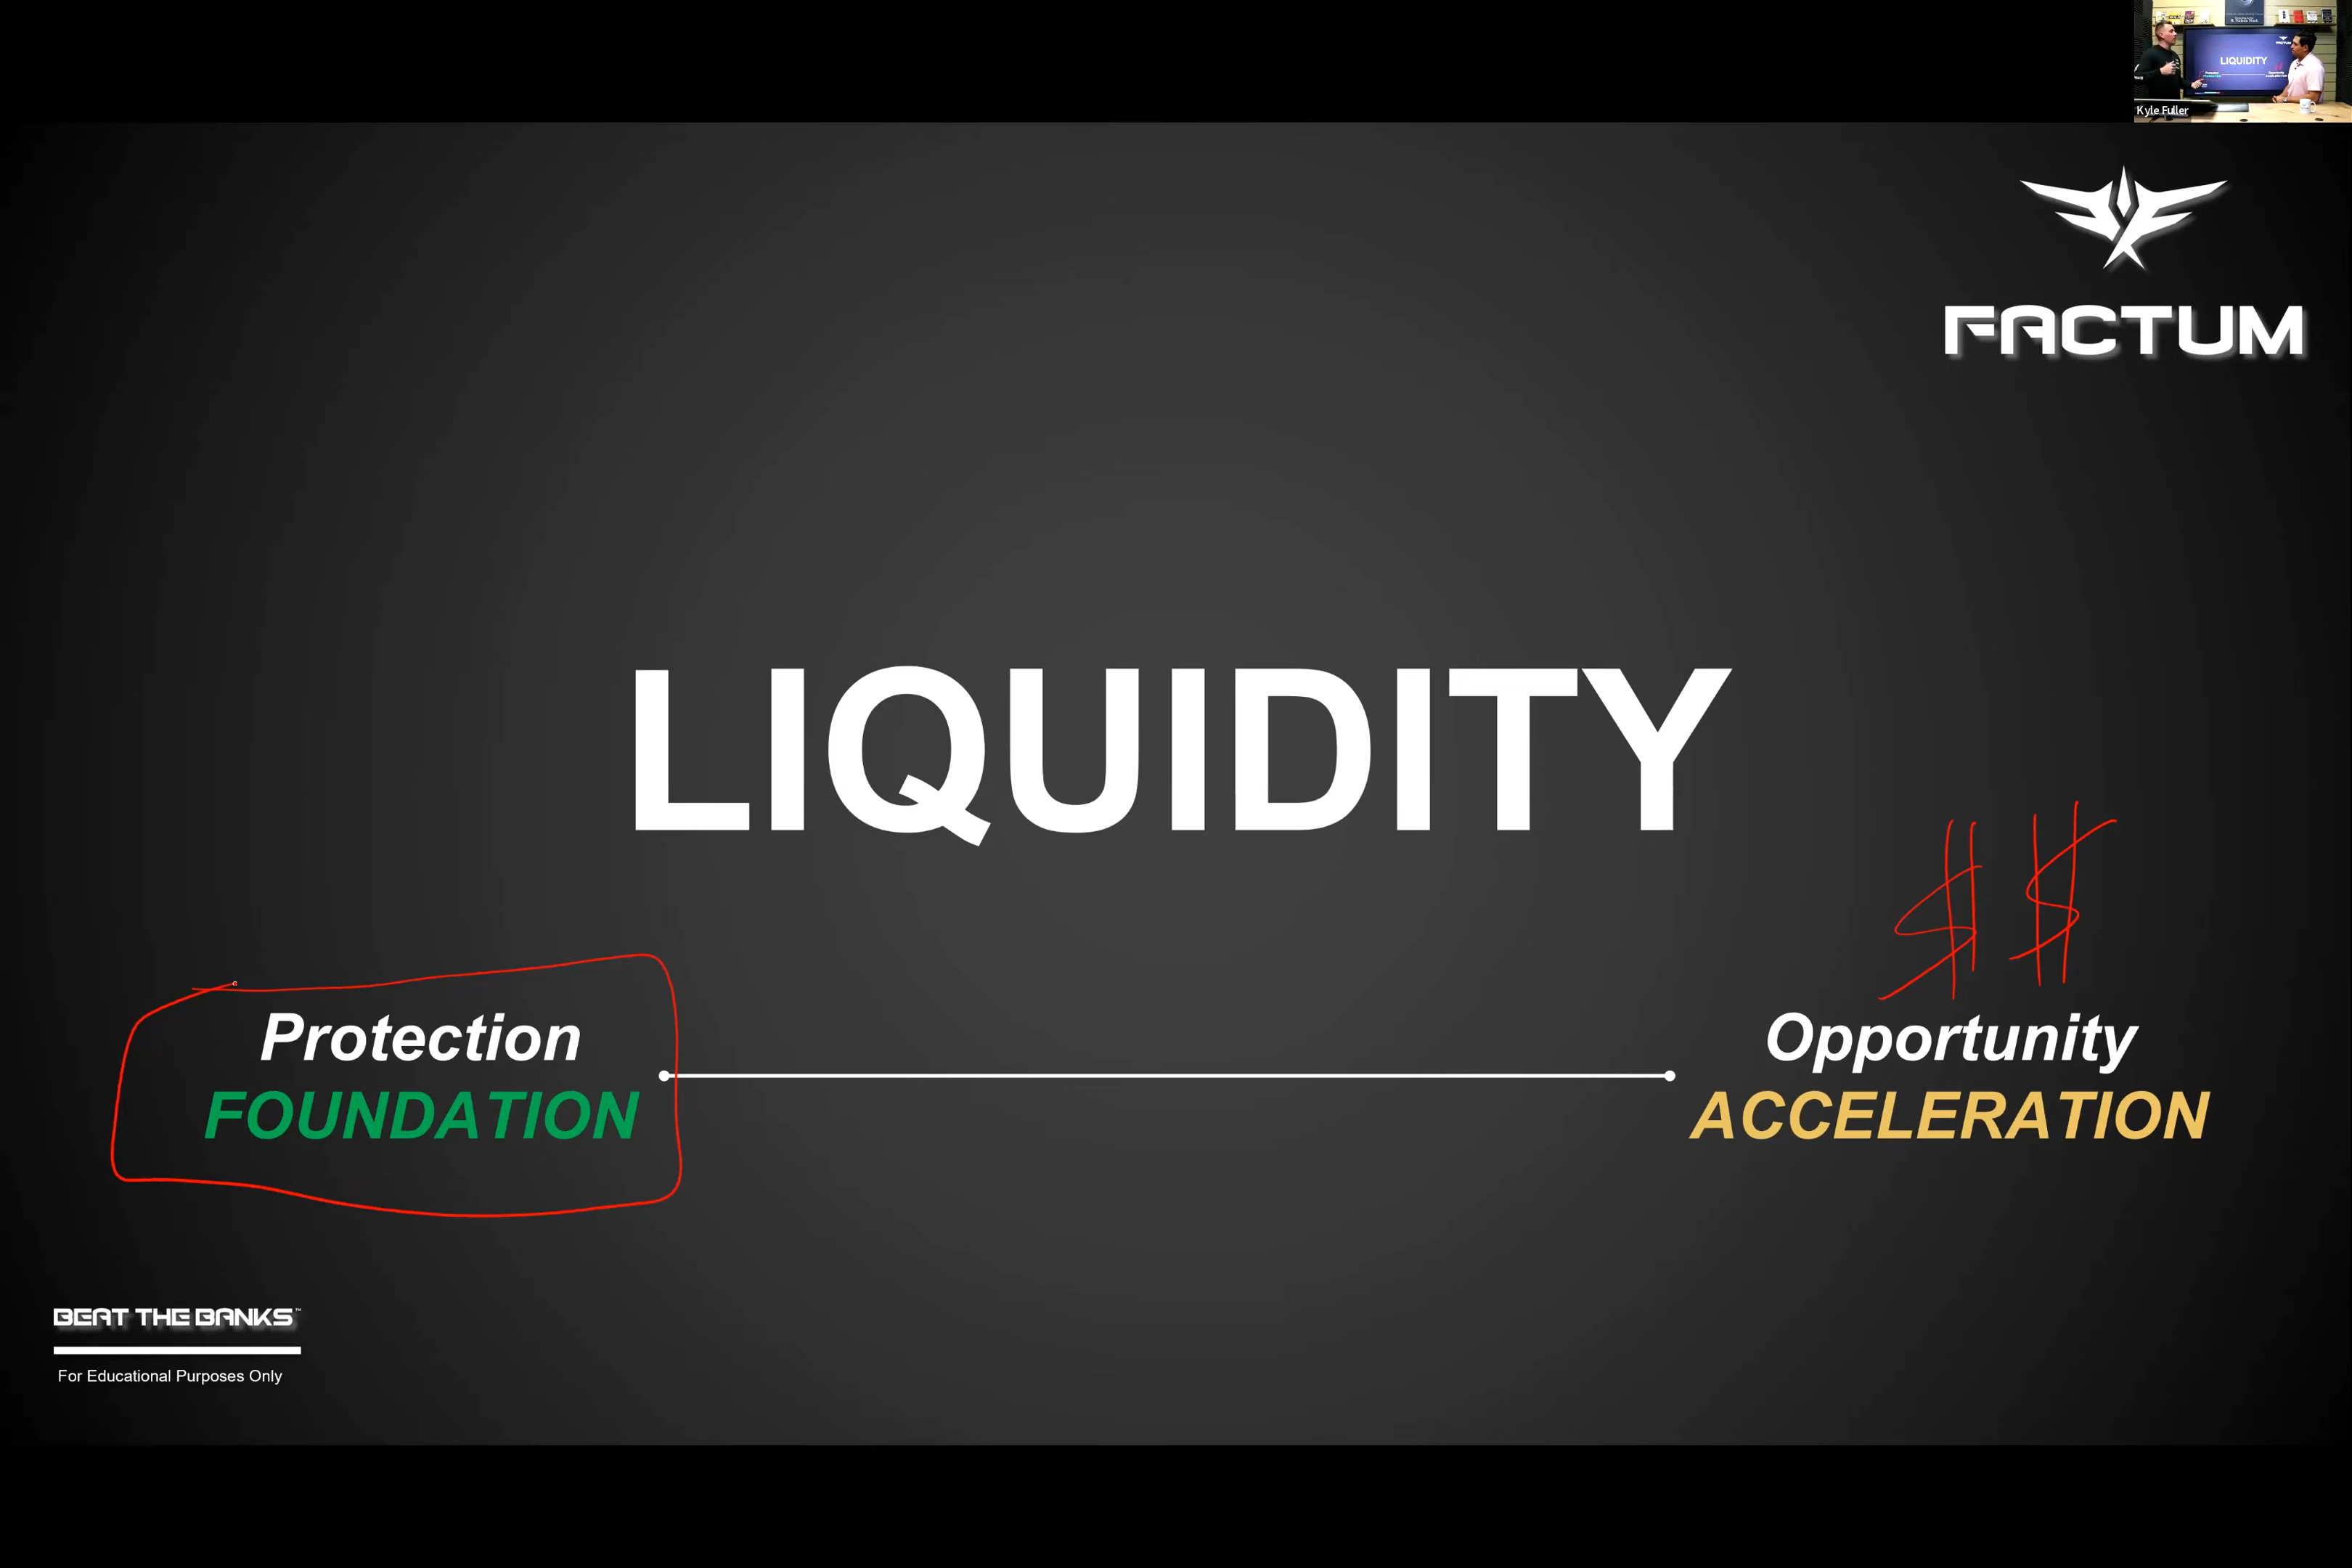 Kyle Fuller
LIQUIDITY
FACTUM
LIQUIDITY
$ $
Protection
FOUNDATION
Opportunity
ACCELERATION
BEAT THE BANKS™
For Educational Purposes Only